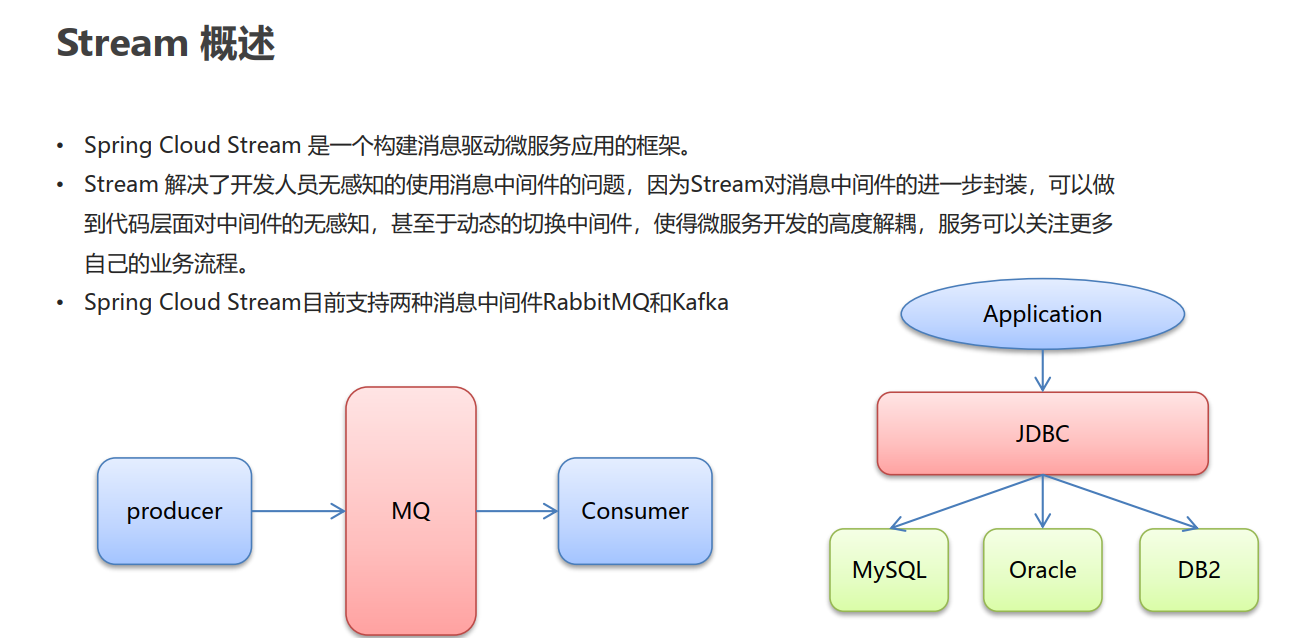 Stream 概述
• Spring Cloud Stream 是一个构建消息驱动微服务应用的框架。
• Stream 解决了开发人员无感知的使用消息中间件的问题，因为Stream对消息中间件的进一步封装，可以做
到代码层面对中间件的无感知，甚至于动态的切换中间件，使得微服务开发的高度解耦，服务可以关注更多
自己的业务流程。
• Spring Cloud Stream目前支持两种消息中间件RabbitMQ和Kafka
producer
MQ
Consumer
Application
JDBC
MySQL
Oracle
DB2